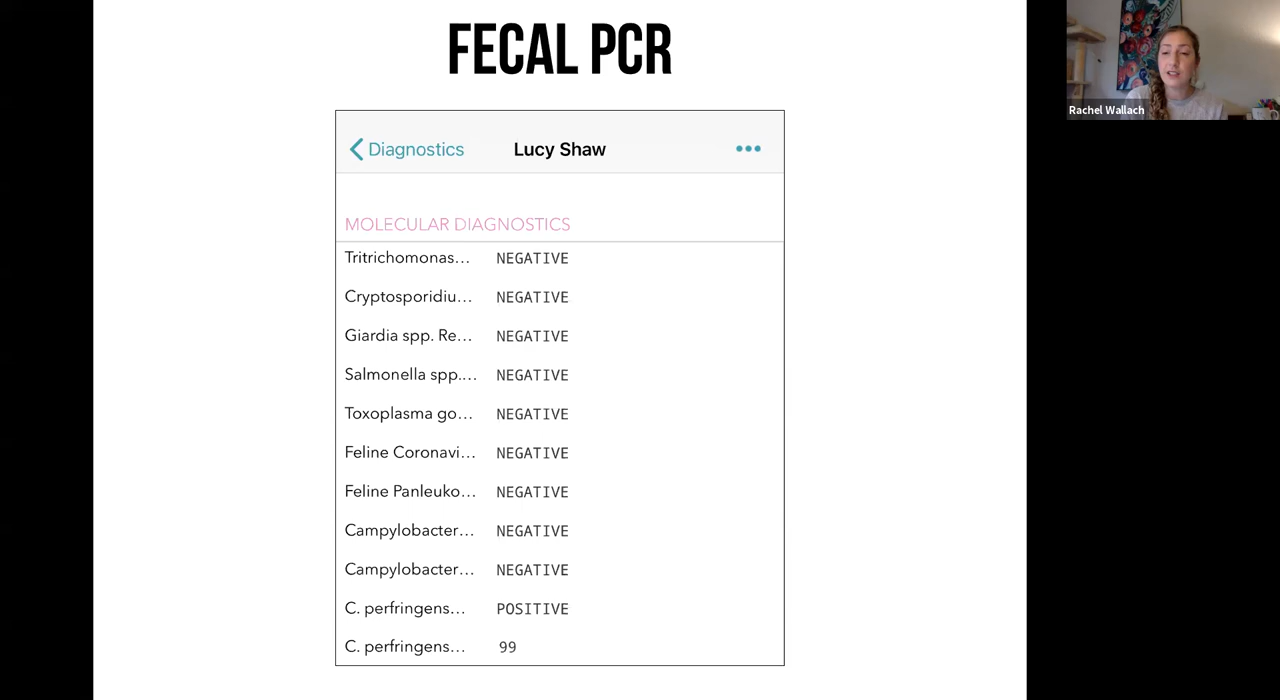 FECAL PCR
Rachel Wallach
Diagnostics Lucy Shaw
MOLECULAR DIAGNOSTICS
Tritrichomonas… NEGATIVE
Cryptosporidiu… NEGATIVE
Giardia spp. Re… NEGATIVE
Salmonella spp.… NEGATIVE
Toxoplasma go… NEGATIVE
Feline Coronavi… NEGATIVE
Feline Panleuko… NEGATIVE
Campylobacter… NEGATIVE
Campylobacter… NEGATIVE
C. perfringens… POSITIVE
C. perfringens… 99